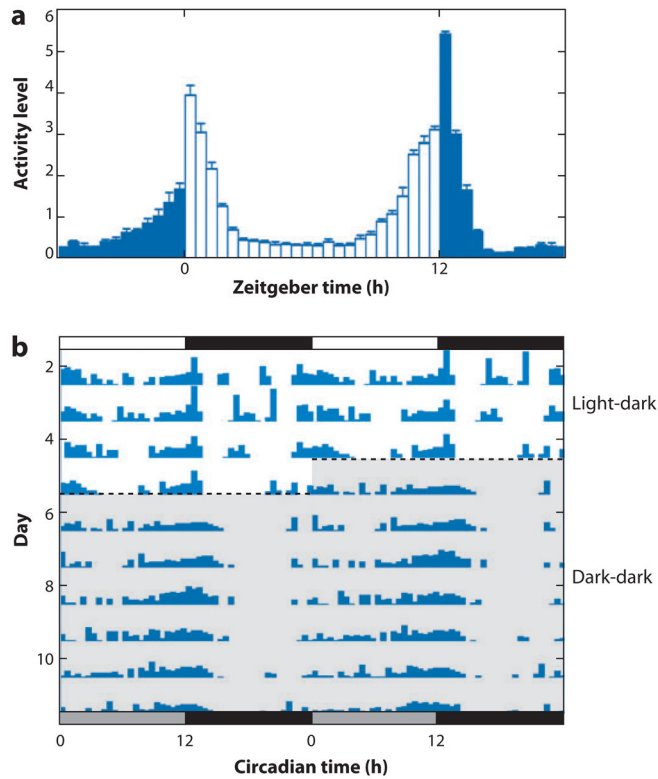 a
6
5
4
3
2
1
0
Activity level
0
12
Zeitgeber time (h)
b
2
4
6
8
10
Day
Light-dark
Dark-dark
0
12
0
12
Circadian time (h)